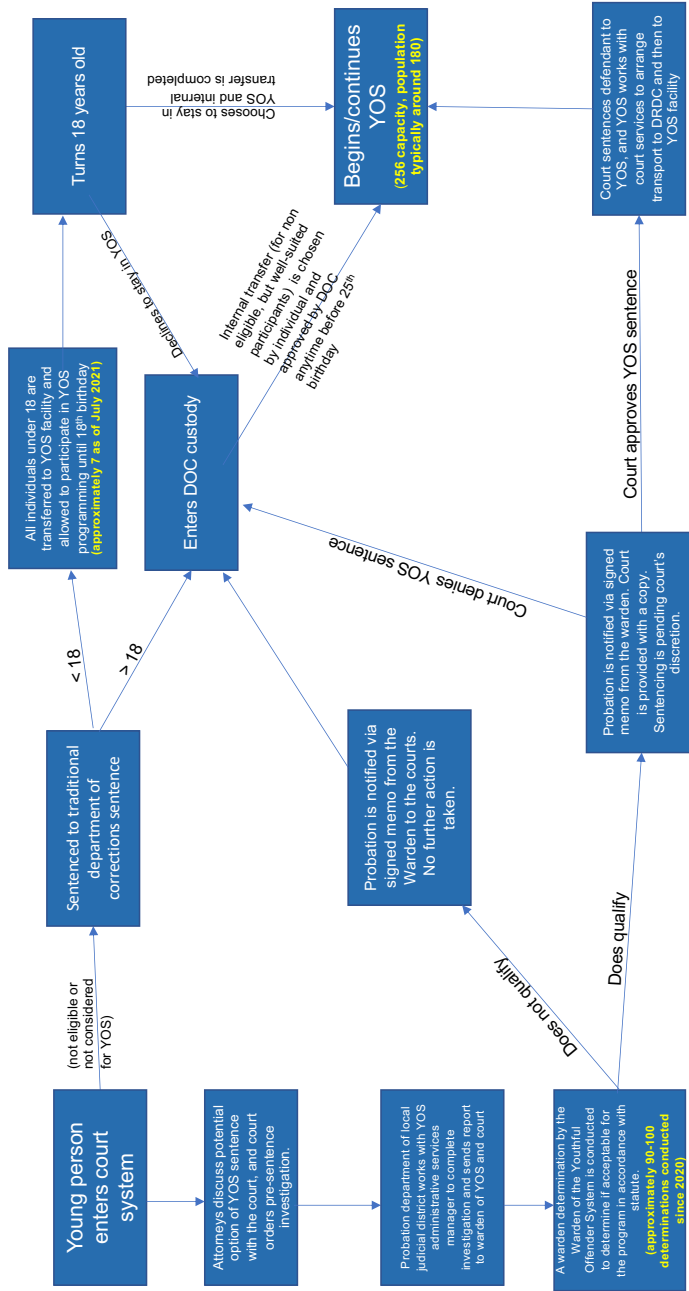 Young person
enters court
system
(not eligible or
not considered
for YOS)
Sentenced to traditional
department of
corrections sentence
< 18
> 18
All individuals under 18 are
transferred to YOS facility and
allowed to participate in YOS
programming until 18th birthday
(approximately 7 as of July 2021)
Turns 18 years old
Declines to stay in YOS
Chooses to stay in
YOS and internal
transfer is completed
Attorneys discuss potential
option of YOS sentence
with the court, and court
orders pre-sentence
investigation.
Enters DOC custody
Internal transfer (for non
eligible, but well-suited
participants) is chosen
by individual and
approved by DOC
anytime before 25th
birthday
Begins/continues
YOS
(256 capacity, population
typically around 180)
Probation department of local
judicial district works with YOS
administrative services
manager to complete
investigation and sends report
to warden of YOS and court
Probation is notified via
signed memo from the
Warden to the courts.
No further action is
taken.
Does not qualify
Court denies YOS sentence
A warden determination by the
Warden of the Youthful
Offender System is conducted
to determine if acceptable for
the program in accordance with
statute.
(approximately 90-100
determinations conducted
since 2020)
Does qualify
Probation is notified via signed
memo from the warden. Court
is provided with a copy.
Sentencing is pending court's
discretion.
Court approves YOS sentence
Court sentences defendant to
YOS, and YOS works with
court services to arrange
transport to DRDC and then to
YOS facility